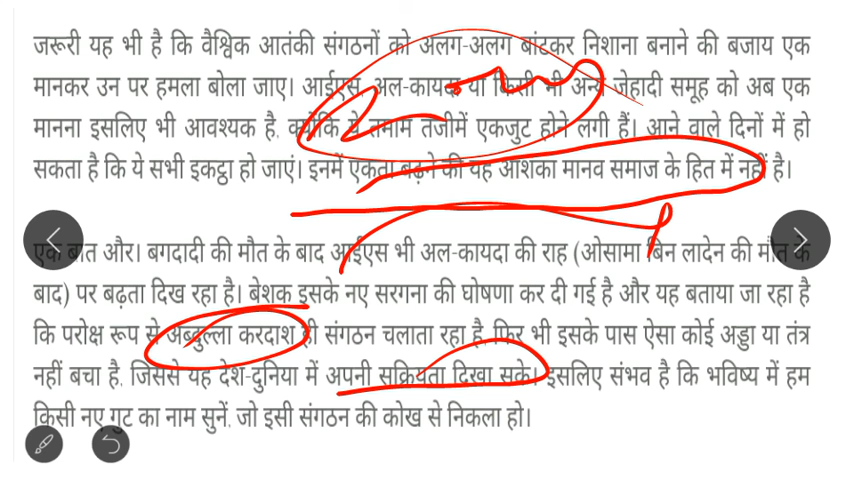 जरूरी यह भी है कि वैश्विक आतंकी संगठनों को अलग-अलग बांटकर निशाना बनाने की बजाय एक
मानकर उन पर हमला बोला जाए। आईएस, अल-कायदा या किसी भी अन्य जेहादी समूह को अब एक
मानना इसलिए भी आवश्यक है, क्योंकि ये तमाम तंजीमें एकजुट होने लगी हैं। आने वाले दिनों में हो
सकता है कि ये सभी इकट्ठा हो जाएं। इनमें एकता बढ़ने की यह आशंका मानव समाज के हित में नहीं है।
एक बात और। बगदादी की मौत के बाद आईएस भी अल-कायदा की राह (ओसामा बिन लादेन की मौत के
बाद) पर बढ़ता दिख रहा है। बेशक इसके नए सरगना की घोषणा कर दी गई है और यह बताया जा रहा है
कि परोक्ष रूप से अब्दुल्ला करदाश ही संगठन चलाता रहा है, फिर भी इसके पास ऐसा कोई अड्डा या तंत्र
नहीं बचा है, जिससे यह देश-दुनिया में अपनी सक्रियता दिखा सके। इसलिए संभव है कि भविष्य में हम
किसी नए गुट का नाम सुनें, जो इसी संगठन की कोख से निकला हो।